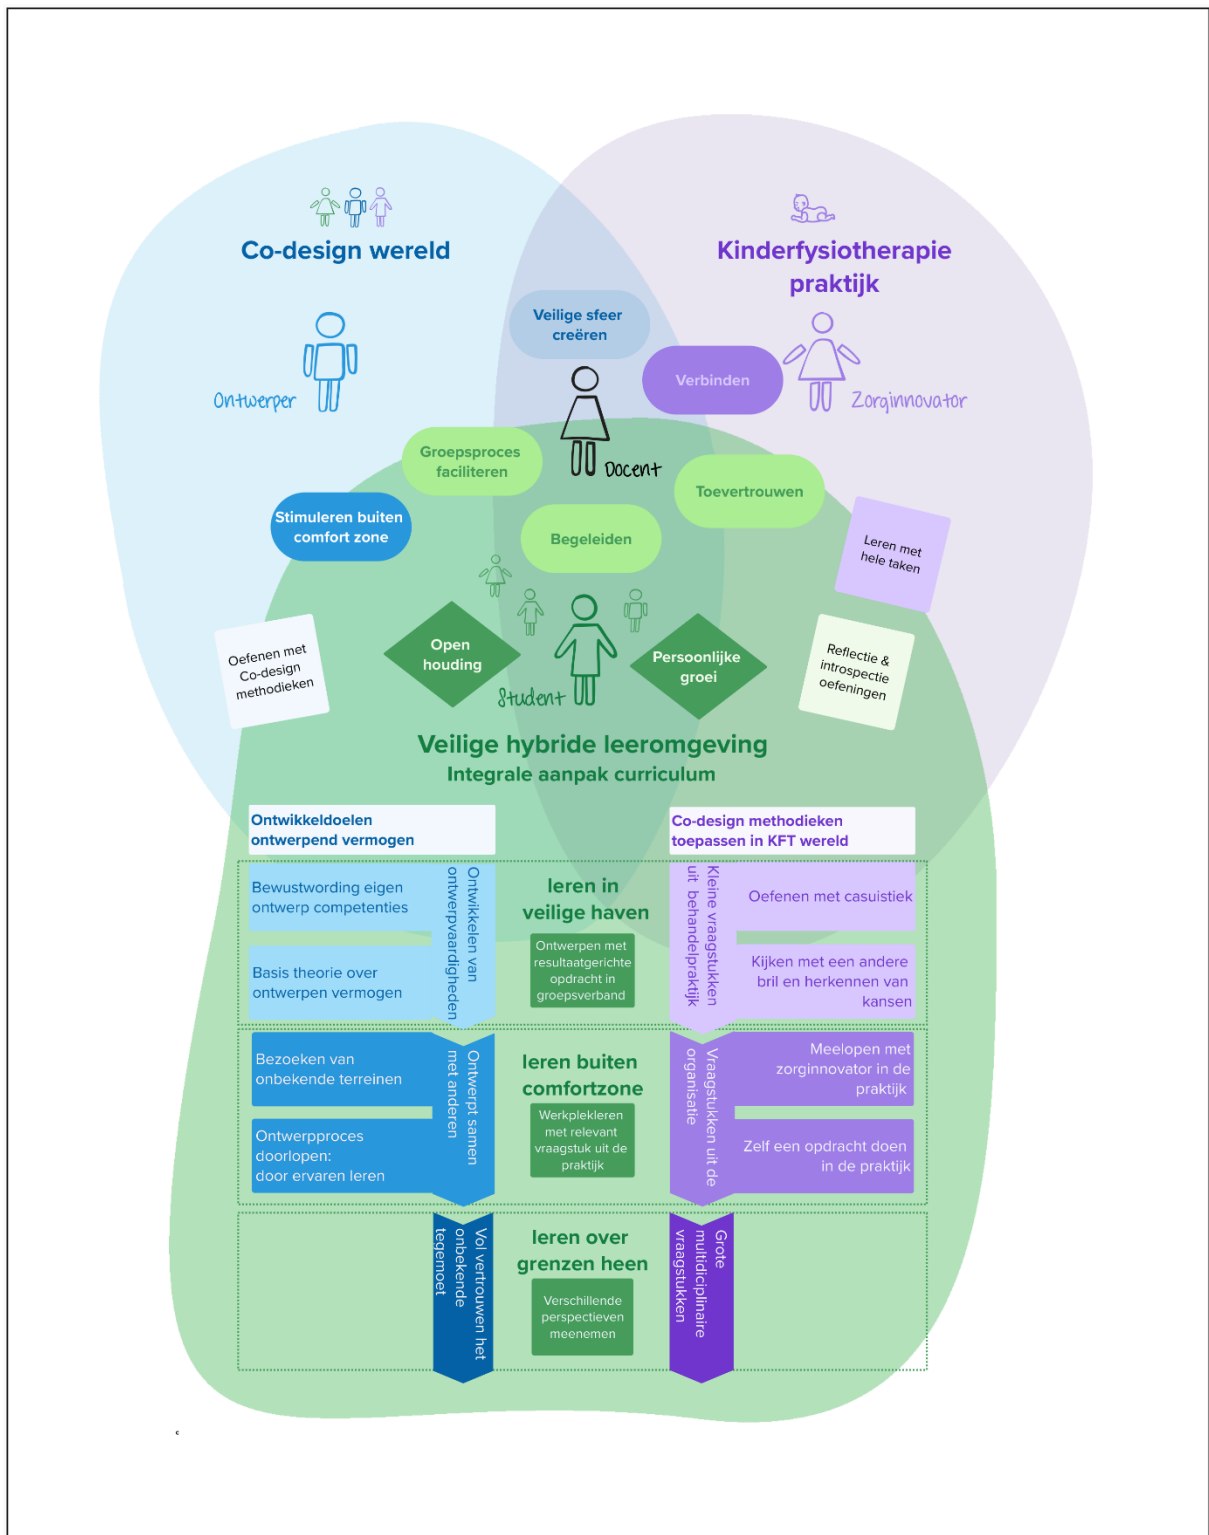 Co-design wereld
Kinderfysiotherapie
praktijk
Veilige sfeer
creëren
Verbinden
Ontwerper
Zorginnovator
Docent
Groepsproces
faciliteren
Toevertrouwen
Stimuleren buiten
comfort zone
Begeleiden
Leren met
hele taken
Oefenen met
Co-design
methodieken
Open
houding
Persoonlijke
groei
Reflectie &
introspectie
oefeningen
Student
Veilige hybride leeromgeving
Integrale aanpak curriculum
Ontwikkeldoelen
ontwerpend vermogen
Co-design methodieken
toepassen in KFT wereld
Bewustwording eigen
ontwerp competenties
Basis theorie over
ontwerpen vermogen
Ontwikkelen van
ontwerpvaardigheden
leren in
veilige haven
Ontwerpen met
resultaatgerichte
opdracht in
groepsverband
Kleine vraagstukken
uit behandelpraktijk
Oefenen met casuistiek
Kijken met een andere
bril en herkennen van
kansen
Bezoeken van
onbekende terreinen
Ontwerpproces
doorlopen:
door ervaren leren
Ontwerpt samen
met anderen
leren buiten
comfortzone
Werkplekleren
met relevant
vraagstuk uit de
praktijk
Vraagstukken uit de
organisatie
Meelopen met
zorginnovator in de
praktijk
Zelf een opdracht doen
in de praktijk
Vol vertrouwen het
onbekende
tegemoet
leren over
grenzen heen
Verschillende
perspectieven
meenemen
Grote
multidiciplinaire
vraagstukken